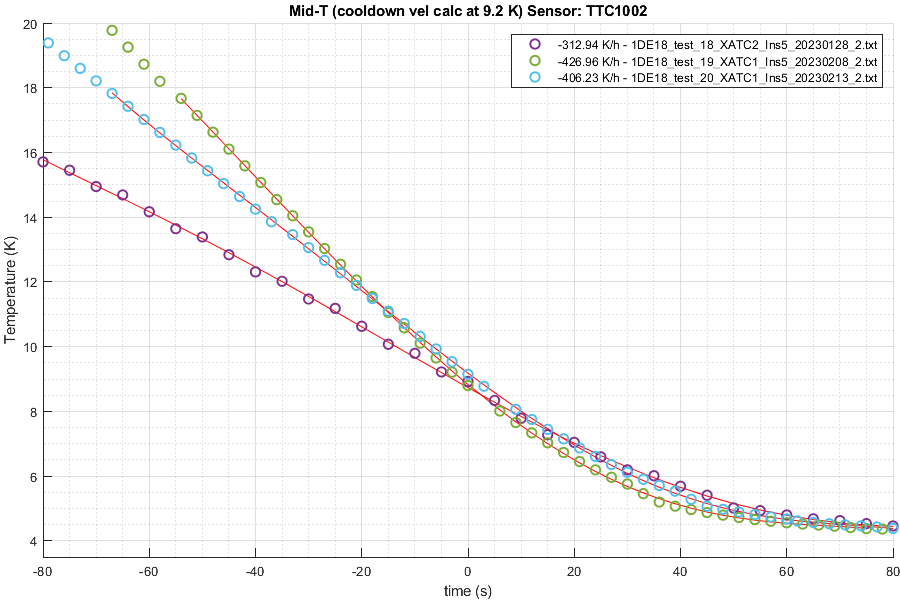 Mid-T (cooldown vel calc at 9.2 K) Sensor: TTC1002
-312.94 K/h - 1DE18_test_18_XATC2_Ins5_20230128_2.txt
-426.96 K/h - 1DE18_test_19_XATC1_Ins5_20230208_2.txt
-406.23 K/h - 1DE18_test_20_XATC1_Ins5_20230213_2.txt
Temperature (K)
20
18
16
14
12
10
8
6
4
-80 -60 -40 -20 0 20 40 60 80
time (s)